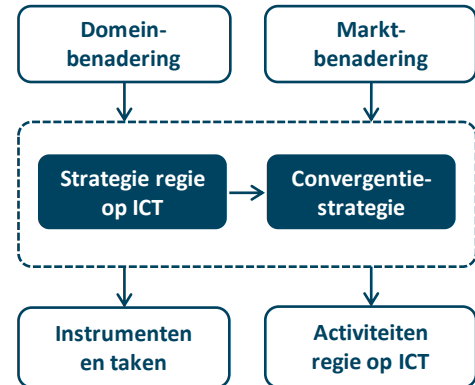 Domein-
benadering
Markt-
benadering
Strategie regie
op ICT
Convergentie-
strategie
Instrumenten
en taken
Activiteiten
regie op ICT